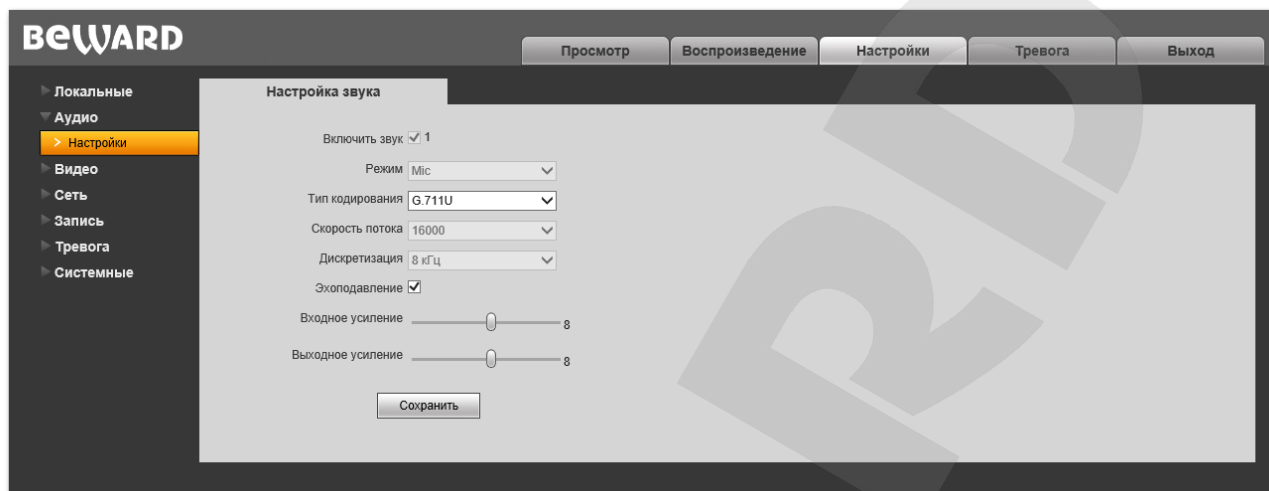 BEWARD
Просмотр Воспроизведение Настройки Тревога Выход
Локальные
Аудио
> Настройки
Видео
Сеть
Запись
Тревога
Системные
Настройка звука
Включить звук 1
Режим Mic
Тип кодирования G.711U
Скорость потока 16000
Дискретизация 8 кГц
Эхоподавление
Входное усиление 8
Выходное усиление 8
Сохранить
RD